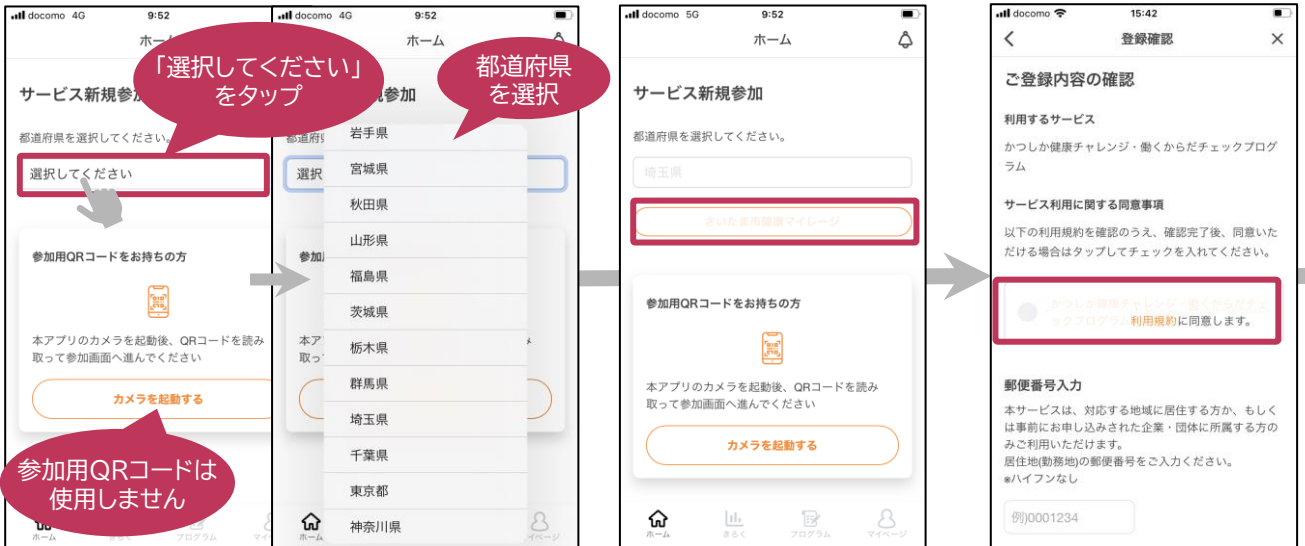 docomo 4G 9:52
ホーム
サービス新規参加
「選択してください」
をタップ
都道府県を選択してください。
選択してください
参加用QRコードをお持ちの方
本アプリのカメラを起動後、QRコードを読み
取って参加画面へ進んでください
カメラを起動する
参加用QRコードは
使用しません
ホーム
プログラム
docomo 4G 9:52
ホーム
参加
都道府県
を選択
都道府
選択
岩手県
宮城県
秋田県
山形県
福島県
茨城県
栃木県
群馬県
埼玉県
千葉県
東京都
神奈川県
参加
本ア
取っ
ホーム
イページ
docomo 5G 9:52
ホーム
サービス新規参加
都道府県を選択してください。
埼玉県
さいたま市健康マイレージ
参加用QRコードをお持ちの方
本アプリのカメラを起動後、QRコードを読み
取って参加画面へ進んでください
カメラを起動する
ホーム
あるく
プログラム
マイページ
docomo 15:42
登録確認
ご登録内容の確認
利用するサービス
かつしか健康チャレンジ・働くからだチェックプログ
ラム
サービス利用に関する同意事項
以下の利用規約を確認のうえ、確認完了後、同意いた
だける場合はタップしてチェックを入れてください。
かつしか健康チャレンジ・働くからだチェ
ックプログラム 利用規約に同意します。
郵便番号入力
本サービスは、対応する地域に居住する方か、もしく
は事前にお申し込みされた企業・団体に所属する方の
みご利用いただけます。
居住地(勤務地)の郵便番号をご入力ください。
※ハイフンなし
例)0001234